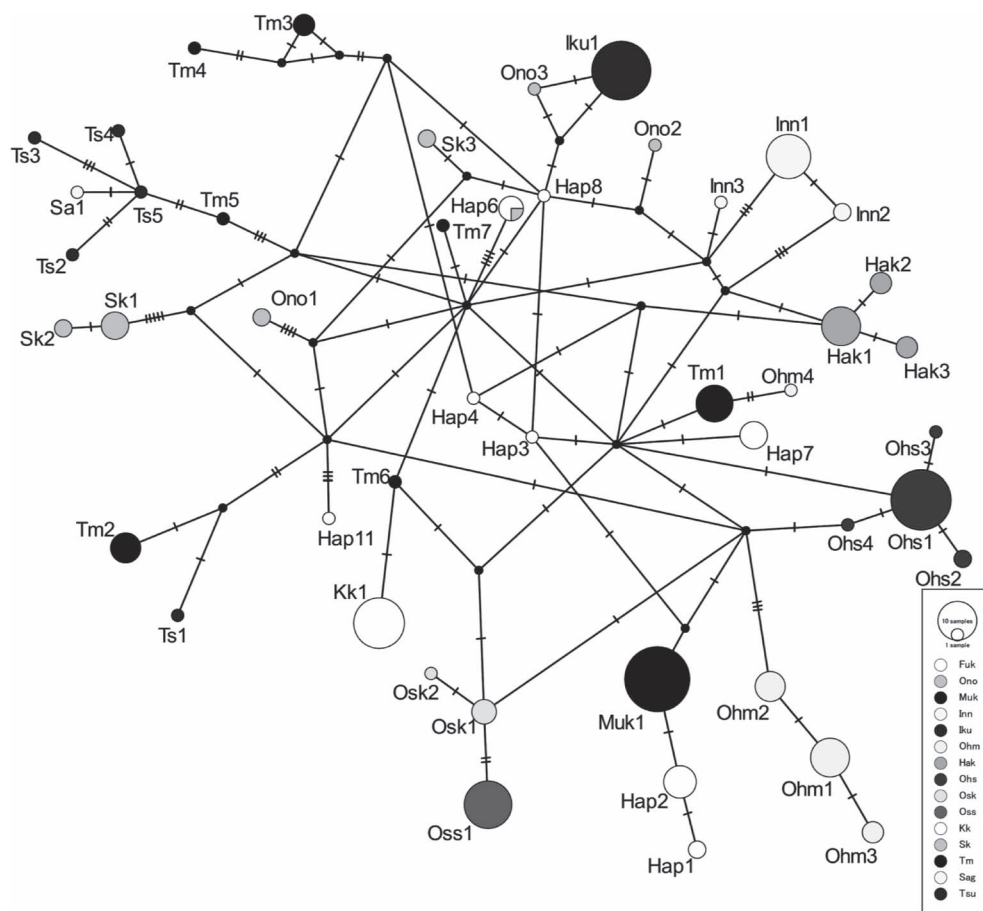 Tm3
Iku1
Tm4
Ono3
Ts4
Ts3
Sk3
Ono2
Inn1
Sa1
Ts5
Tm5
Hap6
Hap8
Inn3
Inn2
Tm7
Ts2
Hak2
Sk1
Ono1
Sk2
Hak1
Hak3
Hap4
Tm1
Ohm4
Hap3
Hap7
Ohs3
Tm6
Tm2
Hap11
Ohs4
Ohs1
Ohs2
Kk1
Ts1
10 samples
1 sample
Osk2
Osk1
Muk1
Ohm2
Hap2
Ohm1
Oss1
Hap1
Ohm3
Fuk
Ono
Muk
Inn
Iku
Ohm
Hak
Ohs
Osk
Oss
Kk
Sk
Tm
Sag
Tsu